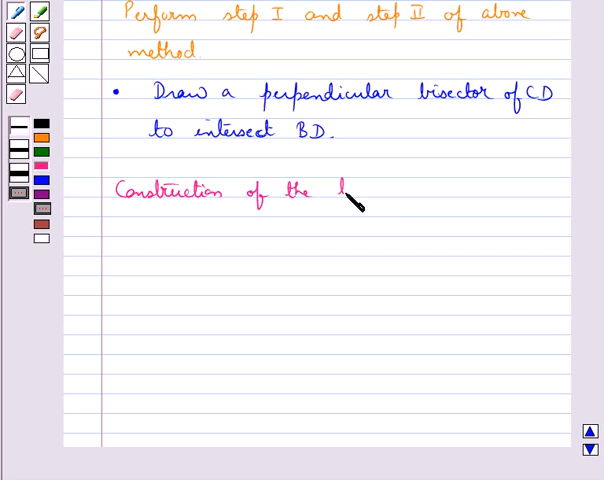 Perform step I and step II of above
method.
• Draw a perpendicular bisector of CD
to intersect BD.
Construction of the